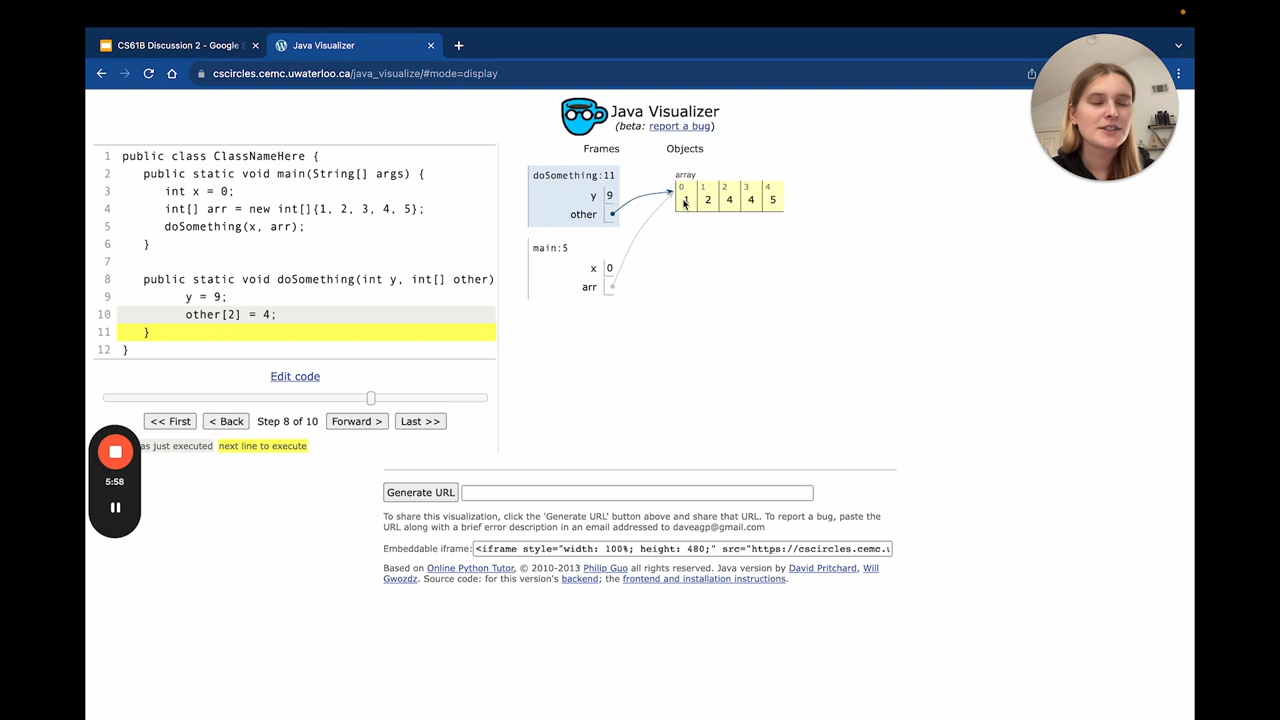 CS61B Discussion 2 - Google
Java Visualizer
cscircles.cemc.uwaterloo.ca/java_visualize/#mode=display
Java Visualizer
(beta: report a bug)
1 public class ClassNameHere {
2 public static void main(String[] args) {
3 int x = 0;
4 int[] arr = new int[]{1, 2, 3, 4, 5};
5 doSomething(x, arr);
6 }
7
8 public static void doSomething(int y, int[] other)
9 y = 9;
10 other[2] = 4;
11 }
12 }
Edit code
<< First < Back Step 8 of 10 Forward > Last >>
as just executed next line to execute
5:58
Frames Objects
doSomething:11
y 9
other
main:5
x 0
arr
array
0 1 2 3 4
1 2 4 4 5
Generate URL
To share this visualization, click the 'Generate URL' button above and share that URL. To report a bug, paste the
URL along with a brief error description in an email addressed to daveagp@gmail.com
Embeddable iframe: <iframe style="width: 100%; height: 480;" src="https://cscircles.cemc.u
Based on Online Python Tutor, © 2010-2013 Philip Guo all rights reserved. Java version by David Pritchard, Will
Gwozdz. Source code: for this version's backend; the frontend and installation instructions.